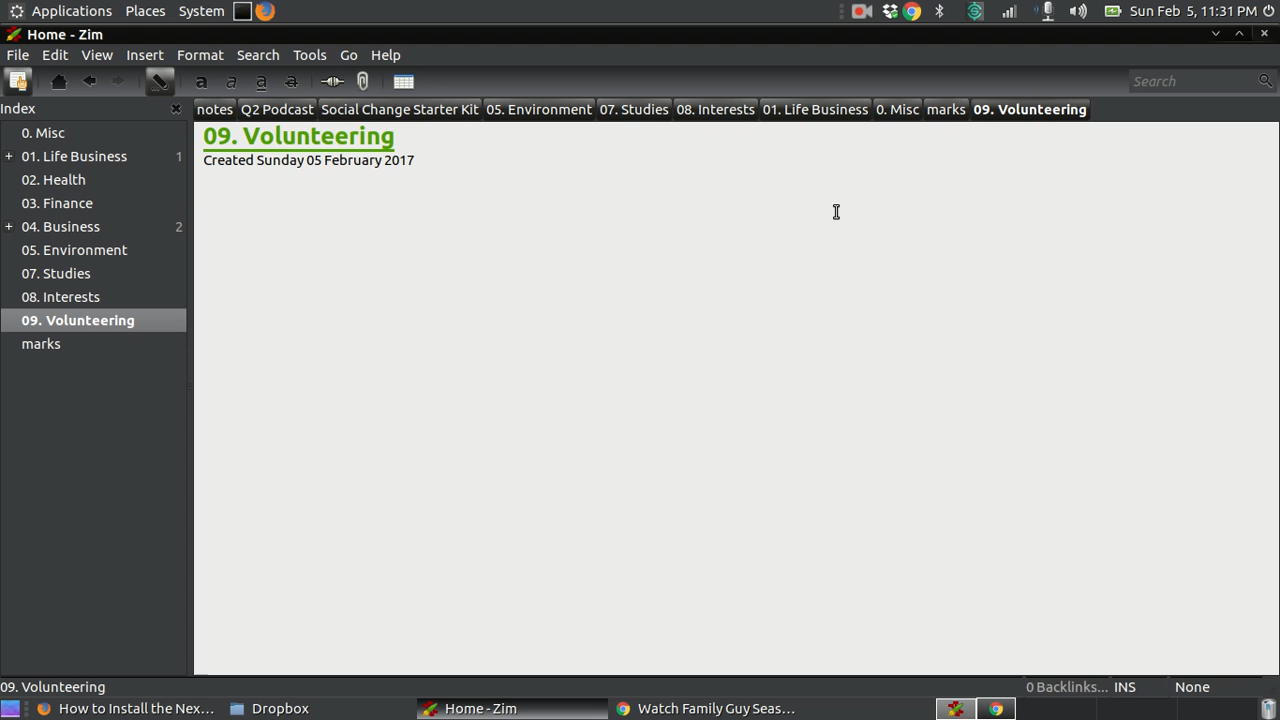 Applications Places System Sun Feb 5, 11:31 PM
Home - Zim
File Edit View Insert Format Search Tools Go Help
a a a a Search
Index
notes Q2 Podcast Social Change Starter Kit 05. Environment 07. Studies 08. Interests 01. Life Business 0. Misc marks 09. Volunteering
0. Misc
01. Life Business 1
02. Health
03. Finance
04. Business 2
05. Environment
07. Studies
08. Interests
09. Volunteering
marks
09. Volunteering
Created Sunday 05 February 2017
09. Volunteering 0 Backlinks... INS None
How to Install the Nex... Dropbox Home - Zim Watch Family Guy Seas...